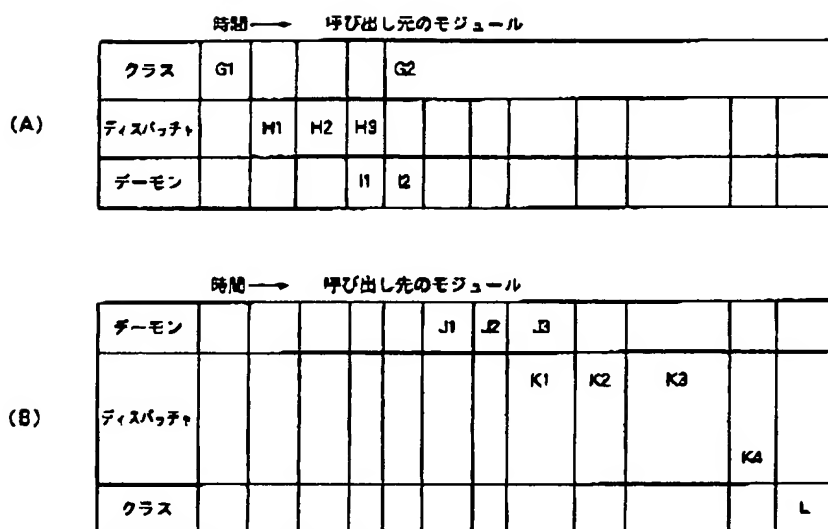 時間→ 呼び出し元のモジュール
(A)
クラス G1 G2
ディスパッチャ H1 H2 H3
デーモン I1 I2
時間→ 呼び出し先のモジュール
(B)
デーモン J1 J2 J3
ディスパッチャ K1 K2 K3 K4
クラス L